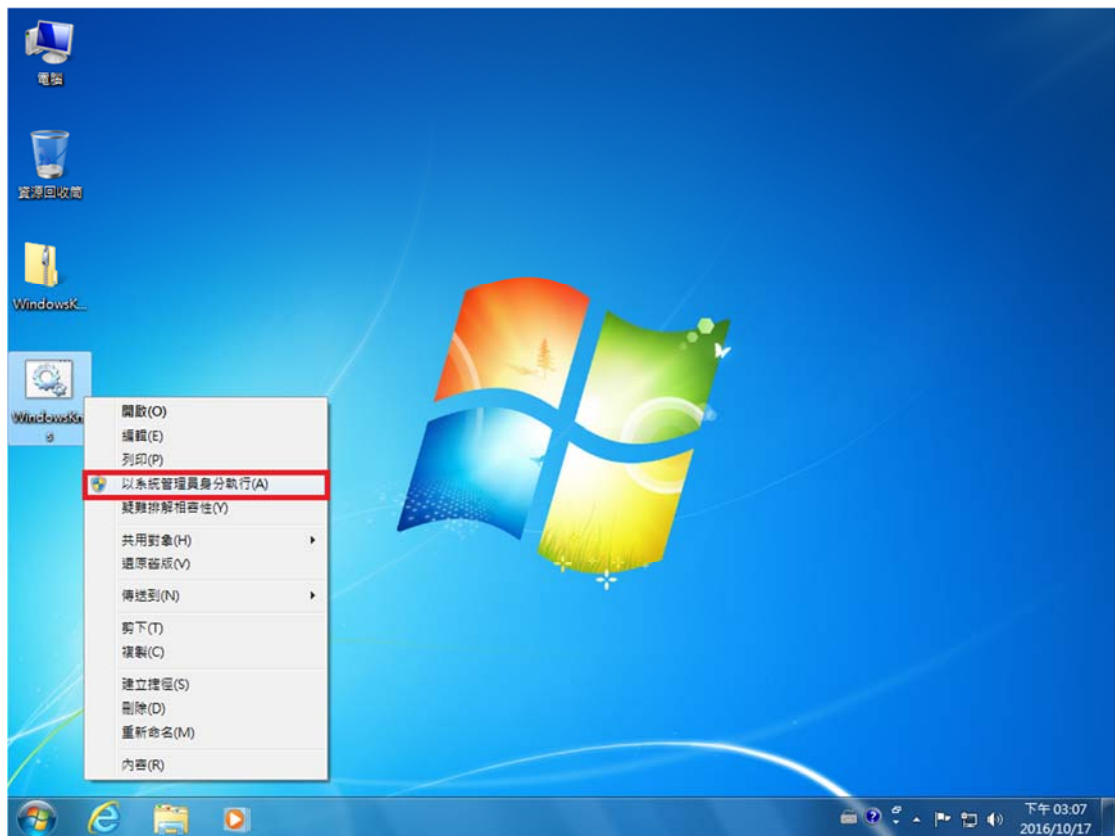 電腦
資源回收筒
WindowsK...
WindowsKm
s
開啟(O)
編輯(E)
列印(P)
以系統管理員身分執行(A)
疑難排解相容性(Y)
共用對象(H)
還原舊版(V)
傳送到(N)
剪下(T)
複製(C)
建立捷徑(S)
刪除(D)
重新命名(M)
內容(R)
下午 03:07
2016/10/17